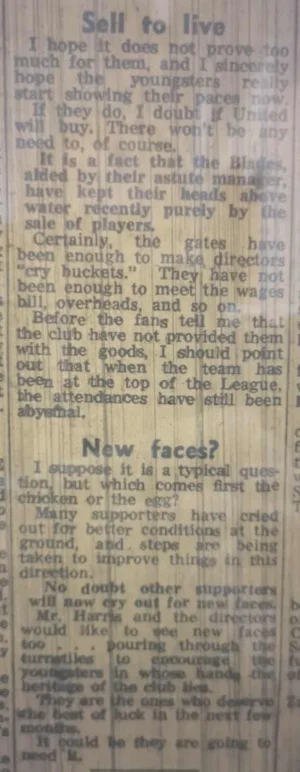 Sell to live
I hope it does not prove too
much for them, and I sincerely
hope the youngsters really
start showing their paces now.
If they do, I doubt if United
will buy. There won't be any
need to, of course.
It is a fact that the Blades,
aided by their astute manager,
have kept their heads above
water recently purely by the
sale of players.
Certainly, the gates have
been enough to make directors
"cry buckets." They have not
been enough to meet the wages
bill, overheads, and so on.
Before the fans tell me that
the club have not provided them
with the goods, I should point
out that when the team has
been at the top of the League,
the attendances have still been
abysmal.
New faces?
I suppose it is a typical ques-
tion, but which comes first the
chicken or the egg?
Many supporters have cried
out for better conditions at the
ground, and steps are being
taken to improve things in this
direction.
No doubt other supporters
will now cry out for new faces.
Mr. Harris and the directors
would like to see new faces
too . . . pouring through the
turnstiles to encourage the
youngsters in whose hands the
heritage of the club lies.
They are the ones who deserve
the best of luck in the next few
months.
It could be they are going to
need it.